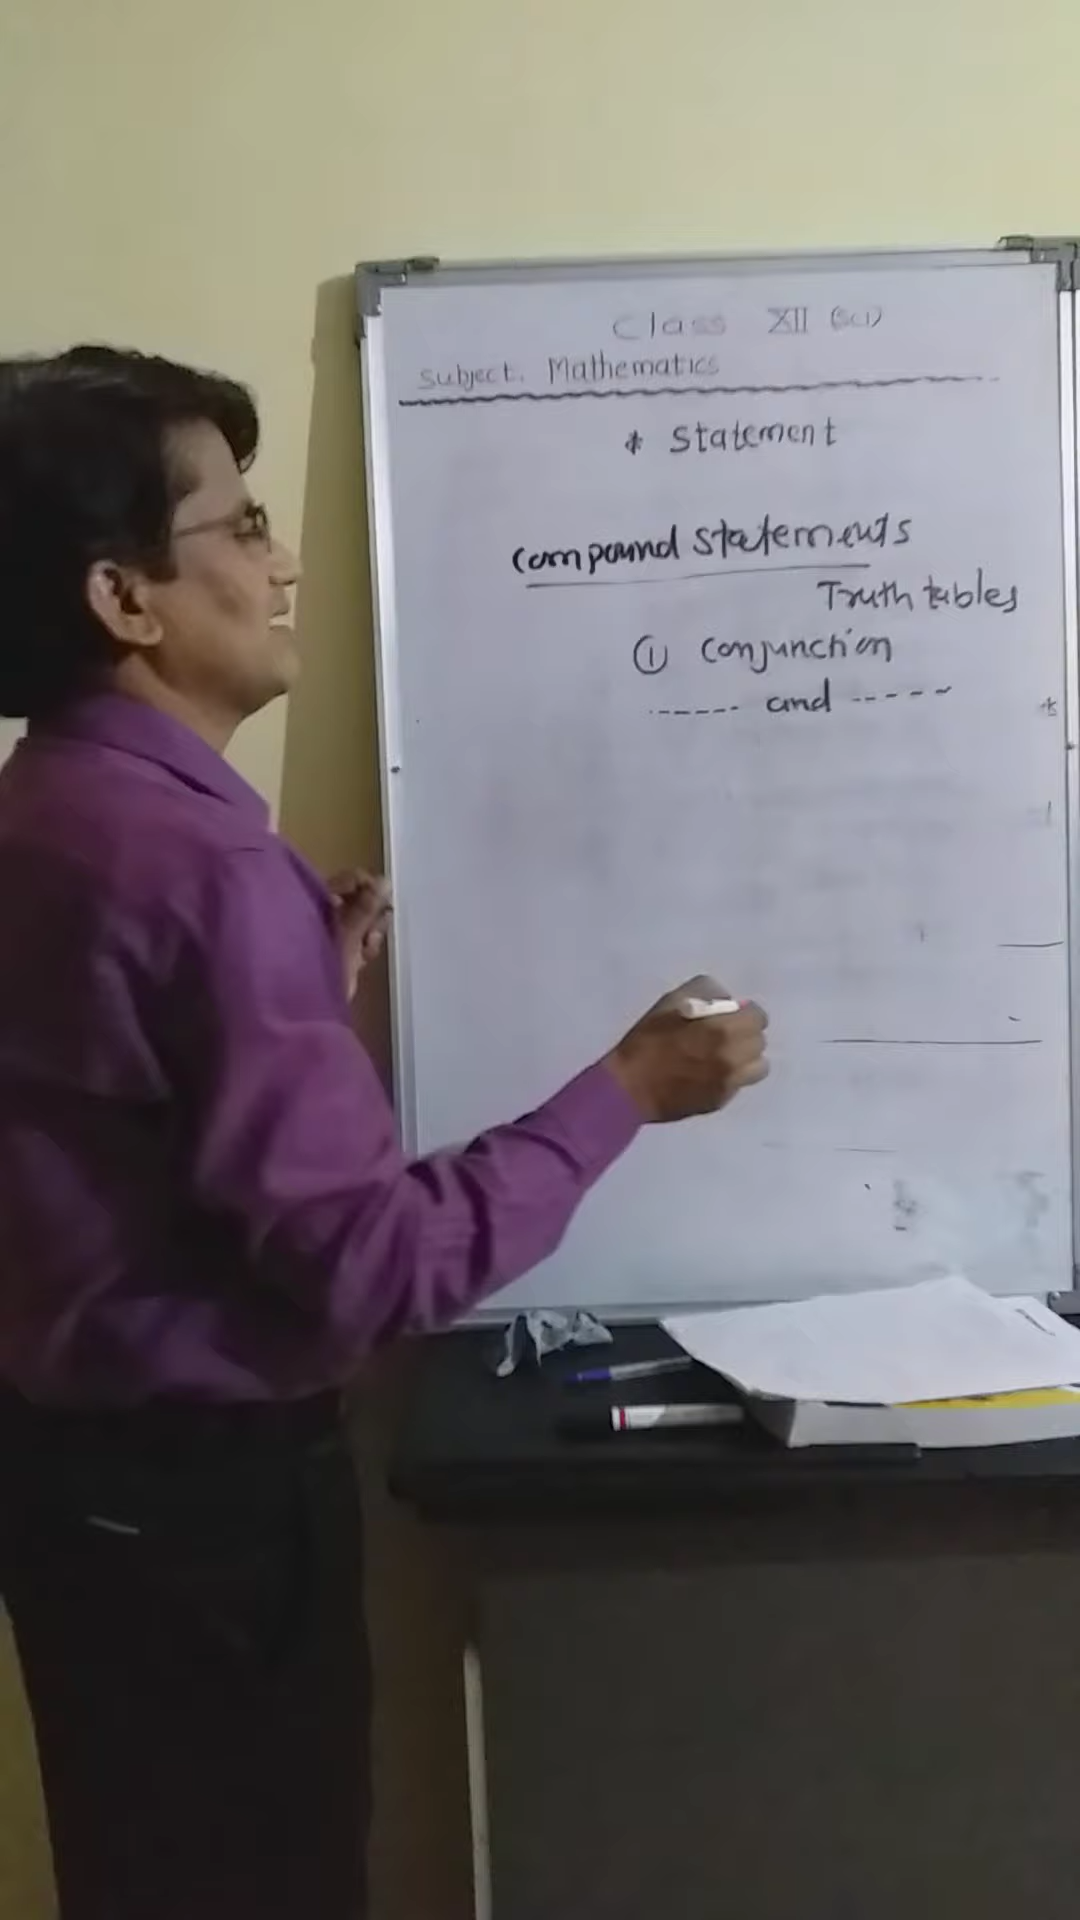 Class XII (Sci)
Subject. Mathematics
* Statement
Compound Statements
Truth tables
① Conjunction
------ and -----